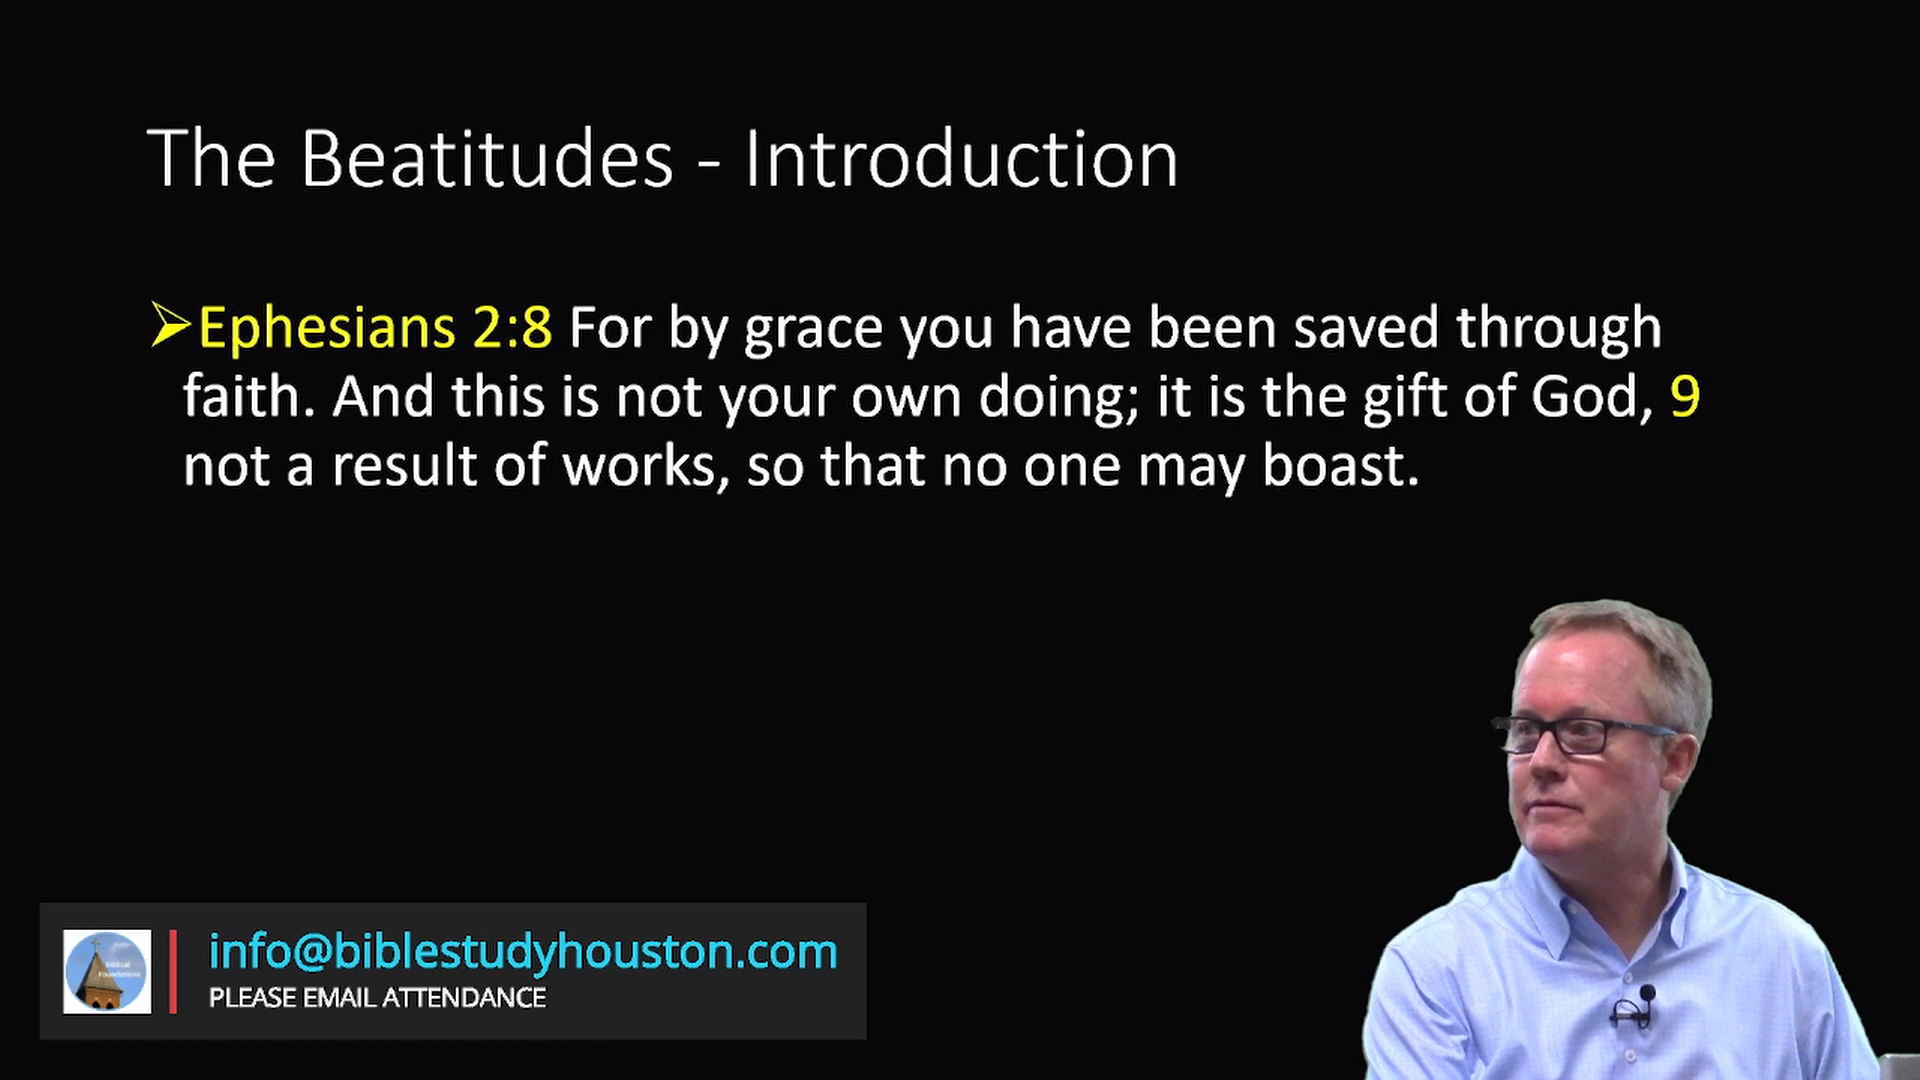 The Beatitudes - Introduction
➢Ephesians 2:8 For by grace you have been saved through
faith. And this is not your own doing; it is the gift of God, 9
not a result of works, so that no one may boast.
Biblical
Foundations
info@biblestudyhouston.com
PLEASE EMAIL ATTENDANCE